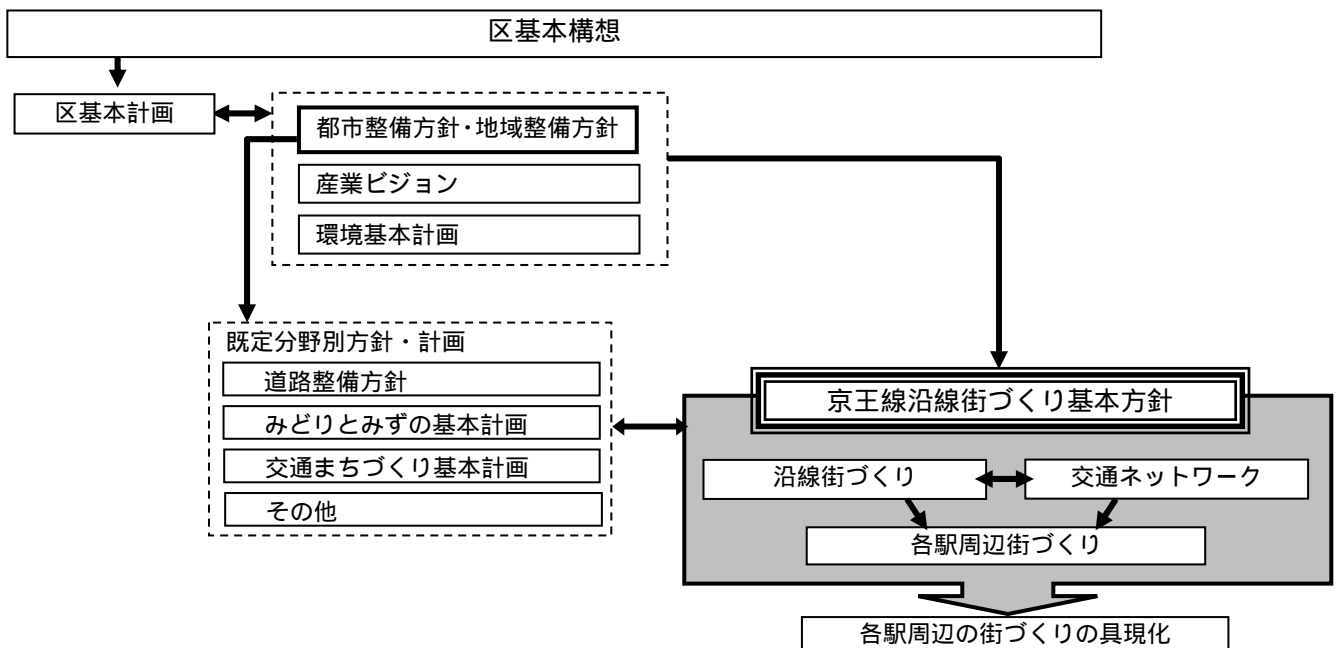 区基本構想
区基本計画
都市整備方針・地域整備方針
産業ビジョン
環境基本計画
既定分野別方針・計画
道路整備方針
みどりとみずの基本計画
交通まちづくり基本計画
その他
京王線沿線街づくり基本方針
沿線街づくり
交通ネットワーク
各駅周辺街づくり
各駅周辺の街づくりの具現化